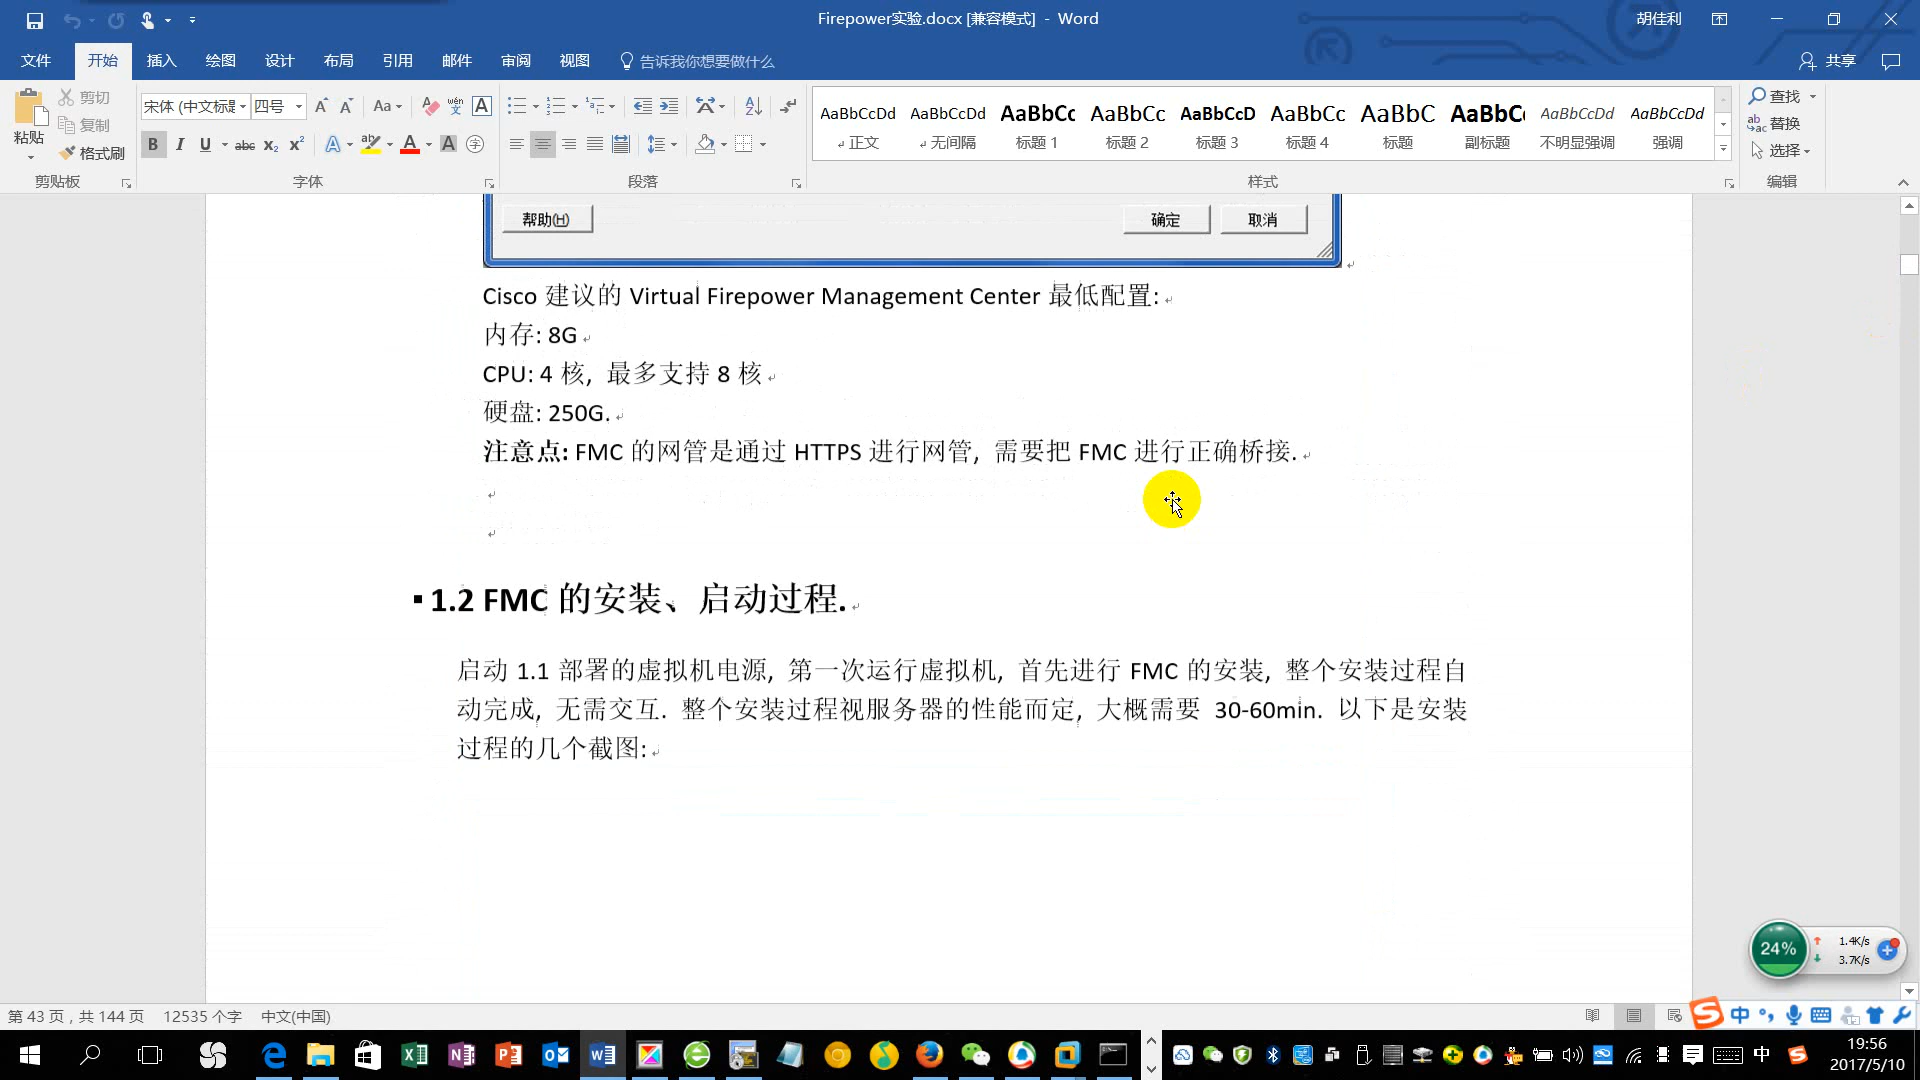 Firepower实验.docx [兼容模式] - Word
胡佳利
文件 开始 插入 绘图 设计 布局 引用 邮件 审阅 视图 告诉我你想要做什么 共享
粘贴
剪切
复制
格式刷
剪贴板
宋体 (中文标题 四号
字体
段落
AaBbCcDd AaBbCcDd AaBbCc AaBbCc AaBbCcD AaBbCc AaBbC AaBbC AaBbCcDd AaBbCcDd
正文 无间隔 标题 1 标题 2 标题 3 标题 4 标题 副标题 不明显强调 强调
样式
查找
替换
选择
编辑
帮助(H) 确定 取消
Cisco 建议的 Virtual Firepower Management Center 最低配置:
内存: 8G
CPU: 4 核, 最多支持 8 核
硬盘: 250G.
注意点: FMC 的网管是通过 HTTPS 进行网管, 需要把 FMC 进行正确桥接.
1.2 FMC 的安装、启动过程.
启动 1.1 部署的虚拟机电源, 第一次运行虚拟机, 首先进行 FMC 的安装, 整个安装过程自
动完成, 无需交互. 整个安装过程视服务器的性能而定, 大概需要 30-60min. 以下是安装
过程的几个截图:
24%
1.4K/s
3.7K/s
第 43 页，共 144 页 12535 个字 中文(中国)
中
中
19:56
2017/5/10